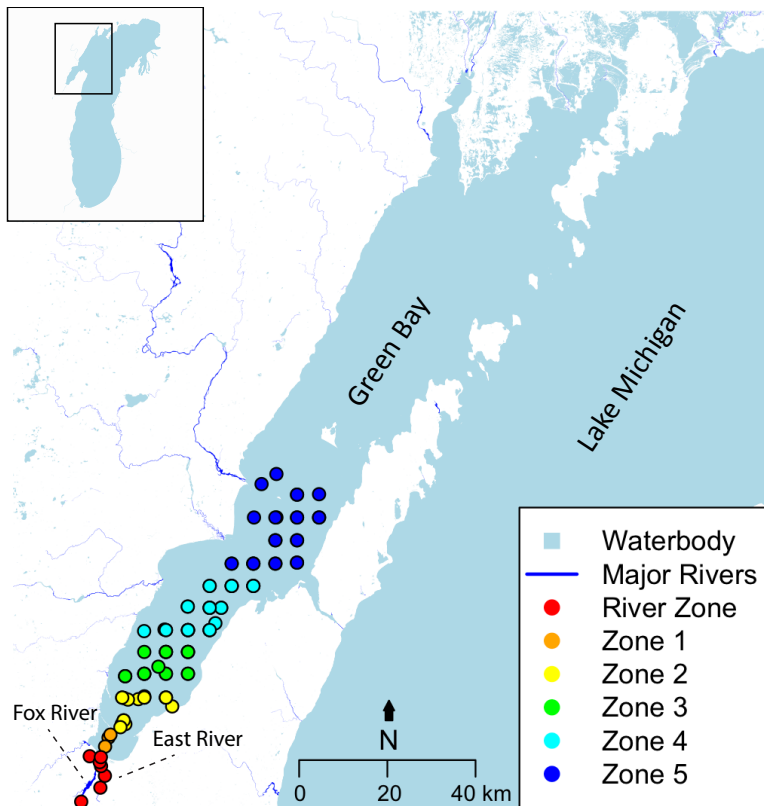 Green Bay
Lake Michigan
Fox River
East River
N
0 20 40 km
Waterbody
Major Rivers
River Zone
Zone 1
Zone 2
Zone 3
Zone 4
Zone 5